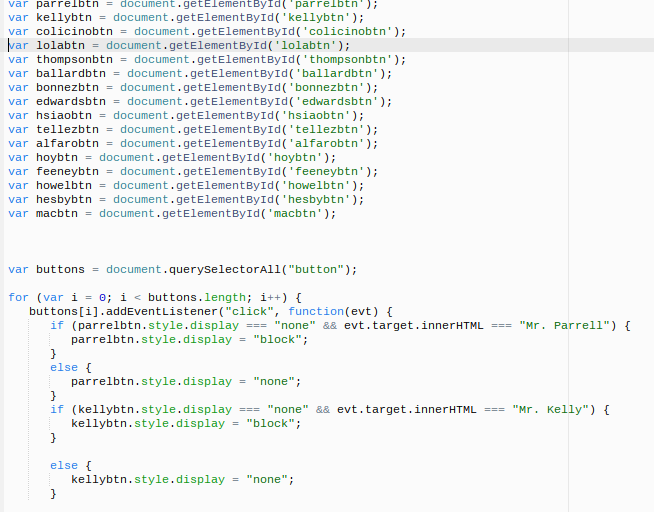 var parrelbtn = document.getElementById('parrelbtn');
var kellybtn = document.getElementById('kellybtn');
var colicinobtn = document.getElementById('colicinobtn');
var lolabtn = document.getElementById('lolabtn');
var thompsonbtn = document.getElementById('thompsonbtn');
var ballardbtn = document.getElementById('ballardbtn');
var bonnezbtn = document.getElementById('bonnezbtn');
var edwardsbtn = document.getElementById('edwardsbtn');
var hsiaobtn = document.getElementById('hsiaobtn');
var tellezbtn = document.getElementById('tellezbtn');
var alfarobtn = document.getElementById('alfarobtn');
var hoybtn = document.getElementById('hoybtn');
var feeneybtn = document.getElementById('feeneybtn');
var howelbtn = document.getElementById('howelbtn');
var hesbybtn = document.getElementById('hesbybtn');
var macbtn = document.getElementById('macbtn');
var buttons = document.querySelectorAll("button");
for (var i = 0; i < buttons.length; i++) {
buttons[i].addEventListener("click", function(evt) {
if (parrelbtn.style.display === "none" && evt.target.innerHTML === "Mr. Parrell") {
parrelbtn.style.display = "block";
}
else {
parrelbtn.style.display = "none";
}
if (kellybtn.style.display === "none" && evt.target.innerHTML === "Mr. Kelly") {
kellybtn.style.display = "block";
}
else {
kellybtn.style.display = "none";
}